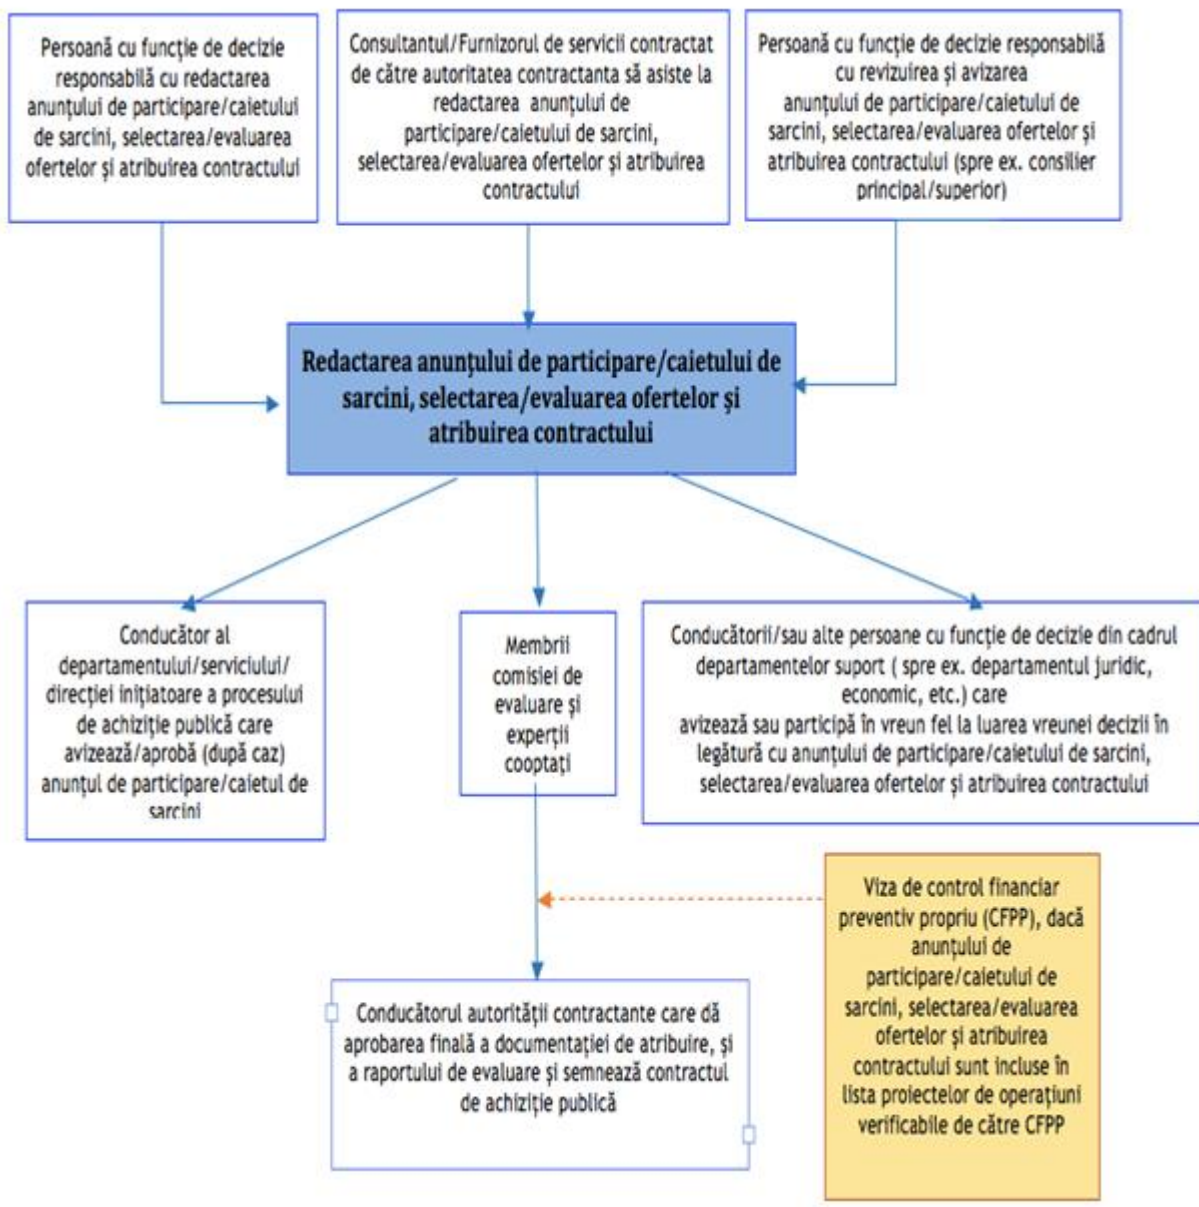 Persoană cu funcție de decizie
responsabilă cu redactarea
anunțului de participare/caietului
de sarcini, selectarea/evaluarea
ofertelor și atribuirea contractului
Consultantul/Furnizorul de servicii contractat
de către autoritatea contractanta să asiste la
redactarea anunțului de
participare/caietului de sarcini,
selectarea/evaluarea ofertelor și atribuirea
contractului
Persoană cu funcție de decizie responsabilă
cu revizuirea și avizarea
anunțului de participare/caietului de
sarcini, selectarea/evaluarea ofertelor și
atribuirea contractului (spre ex. consilier
principal/superior)
Redactarea anunțului de participare/caietului de
sarcini, selectarea/evaluarea ofertelor și
atribuirea contractului
Conducător al
departamentului/serviciului/
direcției inițiatoare a procesului
de achiziție publică care
avizează/aprobă (după caz)
anunțul de participare/caietul de
sarcini
Membrii
comisiei de
evaluare și
experții
cooptați
Conducătorii/sau alte persoane cu funcție de decizie din cadrul
departamentelor suport ( spre ex. departamentul juridic,
economic, etc.) care
avizează sau participă în vreun fel la luarea vreunei decizii în
legătură cu anunțului de participare/caietului de sarcini,
selectarea/evaluarea ofertelor și atribuirea contractului
Viza de control financiar
preventiv propriu (CFPP), dacă
anunțului de
participare/caietului de
sarcini, selectarea/evaluarea
ofertelor și atribuirea
contractului sunt incluse în
lista proiectelor de operațiuni
verificabile de către CFPP
Conducătorul autorității contractante care dă
aprobarea finală a documentației de atribuire, și
a raportului de evaluare și semnează contractul
de achiziție publică